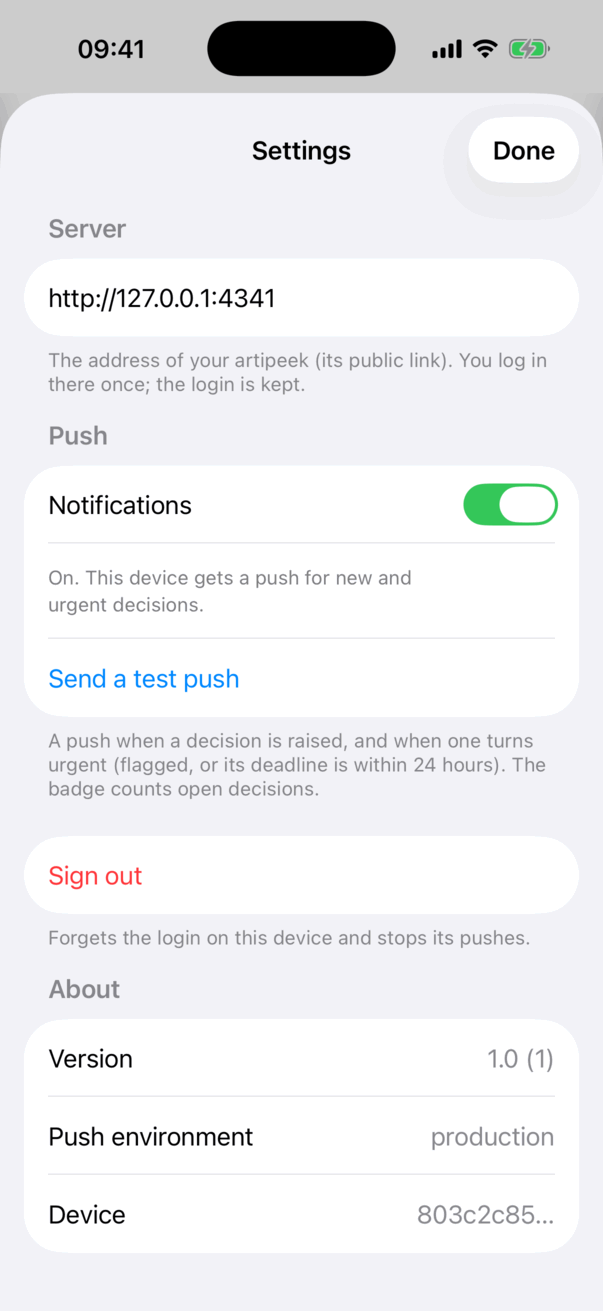 09:41
Settings
Done
Server
http://127.0.0.1:4341
The address of your artipeek (its public link). You log in
there once; the login is kept.
Push
Notifications
On. This device gets a push for new and
urgent decisions.
Send a test push
A push when a decision is raised, and when one turns
urgent (flagged, or its deadline is within 24 hours). The
badge counts open decisions.
Sign out
Forgets the login on this device and stops its pushes.
About
Version 1.0 (1)
Push environment production
Device 803c2c85...